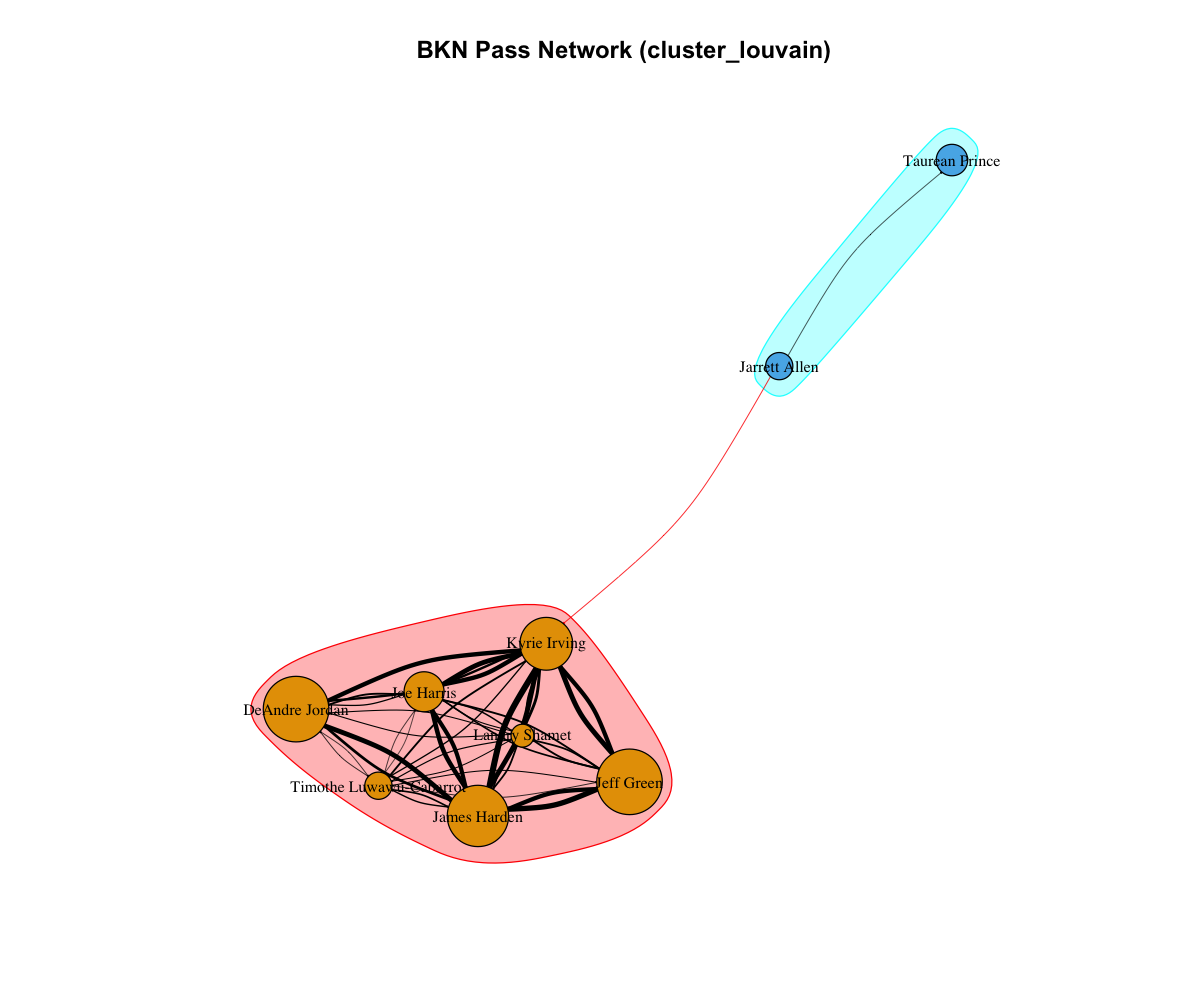 BKN Pass Network (cluster_louvain)
Taurean Prince
Jarrett Allen
Kyrie Irving
Joe Harris
DeAndre Jordan
Landry Shamet
Jeff Green
Timothe Luwawu-Cabarrot
James Harden